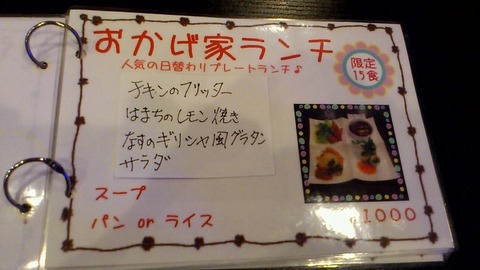 おかげ家ランチ
人気の日替わりプレートランチ♪
限定
15食
チキンのフリッター
はまちのレモン焼き
なすのギリシャ風グラタン
サラダ
スープ
パン or ライス
1000